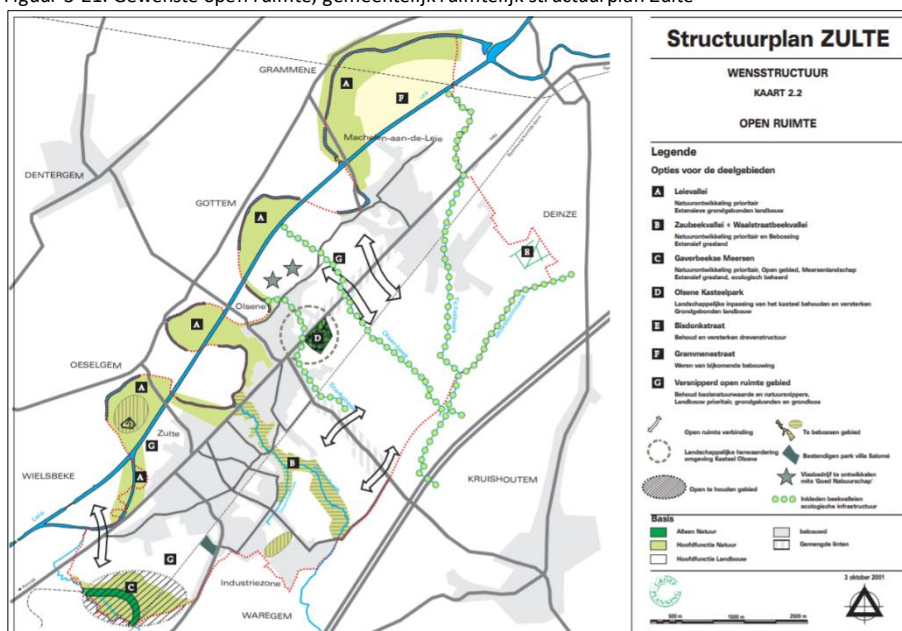 Figuur 3-21: Gewenste open ruimte, gemeentelijk ruimtelijk structuurplan Zulte
Structuurplan ZULTE
WENSSTRUCTUUR
KAART 2.2
OPEN RUIMTE
Legende
Opties voor de deelgebieden
A Leievallei
Natuurontwikkeling prioritair
Extensieve grondgebonden landbouw
B Zaubeekvallei + Waalstraatbeekvallei
Natuurontwikkeling prioritair en Bebossing
Extensief grasland
C Gaverbeekse Meersen
Natuurontwikkeling prioritair, Open gebied, Meersenlandschap
Extensief grasland, ecologisch beheerd
D Olsene Kasteelpark
Landschappelijke inpassing van het kasteel behouden en versterken
Grondgebonden landbouw
E Bisdonkstraat
Behoud en versterken drevenstructuur
F Grammenestraat
Weren van bijkomende bebouwing
G Versnipperd open ruimte gebied
Behoud basisnatuurwaarde en natuursnippers,
Landbouw prioritair, grondgebonden en grondloos
Open ruimte verbinding
Te bebossen gebied
Landschappelijke herwaardering
omgeving Kasteel Olsene
Bestendigen park villa Salomé
Vlasbedrijf te ontwikkelen
mits 'Goed Nabuurschap'
Open te houden gebied
Inkleden beekvalleien
ecologische infrastructuur
Basis
Alleen Natuur
bebouwd
Hoofdfunctie Natuur
Gemengde linten
Hoofdfunctie Landbouw
GROEP
PLANNING
3 oktober 2001
500 m
1500 m
2500 m
GRAMMENE
A
F
Machelen-aan-de-Leie
DENTERGEM
GOTTEM
A
DEINZE
G
Olsene
D
A
OESELGEM
A
Zulte
G
B
WIELSBEKE
A
KRUISHOUTEM
Leie
G
C
Industriezone
WAREGEM